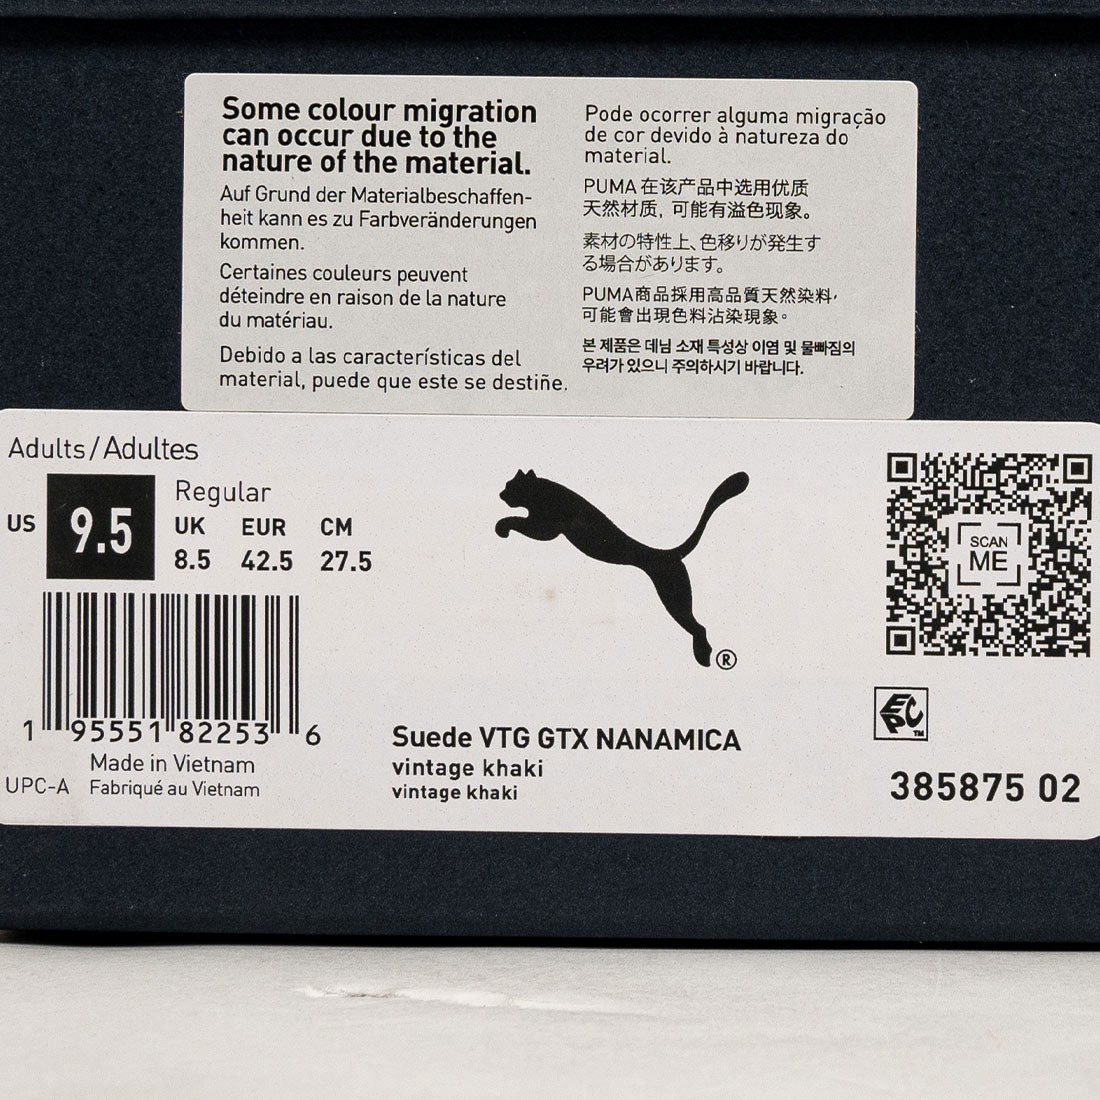 Some colour migration
can occur due to the
nature of the material.
Auf Grund der Materialbeschaffen-
heit kann es zu Farbveränderungen
kommen.
Certaines couleurs peuvent
déteindre en raison de la nature
du matériau.
Debido a las características del
material, puede que este se destiñe.
Pode ocorrer alguma migração
de cor devido à natureza do
material.
PUMA 在该产品中选用优质
天然材质, 可能有溢色现象。
素材の特性上、色移りが発生す
る場合があります。
PUMA商品採用高品質天然染料,
可能會出現色料沾染現象。
본 제품은 데님 소재 특성상 이염 및 물빠짐의
우려가 있으니 주의하시기 바랍니다.
Adults/Adultes
US 9.5
Regular
UK EUR CM
8.5 42.5 27.5
1 95551 82253 6
UPC-A
Made in Vietnam
Fabriqué au Vietnam
®
Suede VTG GTX NANAMICA
vintage khaki
vintage khaki
SCAN
ME
EPC TM
385875 02